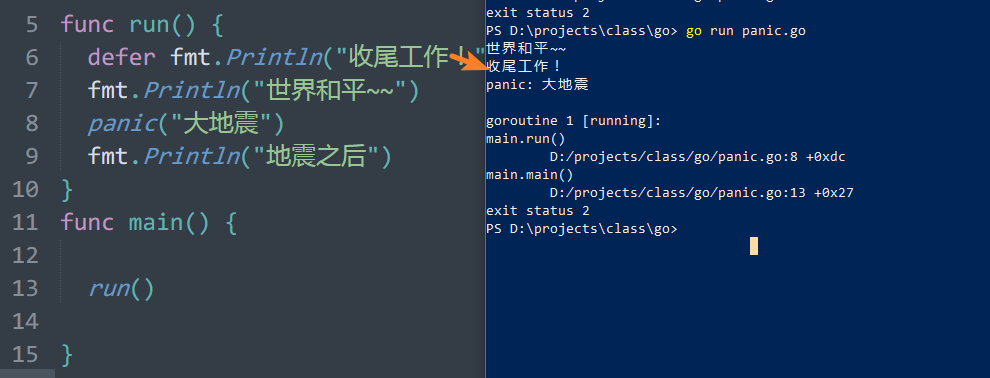 5 func run() {
6 defer fmt.Println("收尾工作！"
7 fmt.Println("世界和平~~")
8 panic("大地震")
9 fmt.Println("地震之后")
10 }
11 func main() {
12
13 run()
14
15 }
exit status 2
PS D:\projects\class\go> go run panic.go
世界和平~~
收尾工作！
panic: 大地震
goroutine 1 [running]:
main.run()
D:/projects/class/go/panic.go:8 +0xdc
main.main()
D:/projects/class/go/panic.go:13 +0x27
exit status 2
PS D:\projects\class\go>